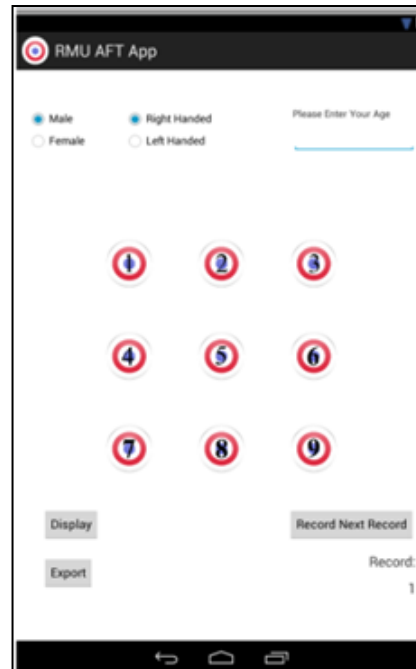 RMU AFT App
Male Right Handed Please Enter Your Age
Female Left Handed
1 2 3
4 5 6
7 8 9
Display Record Next Record
Export Record:
1